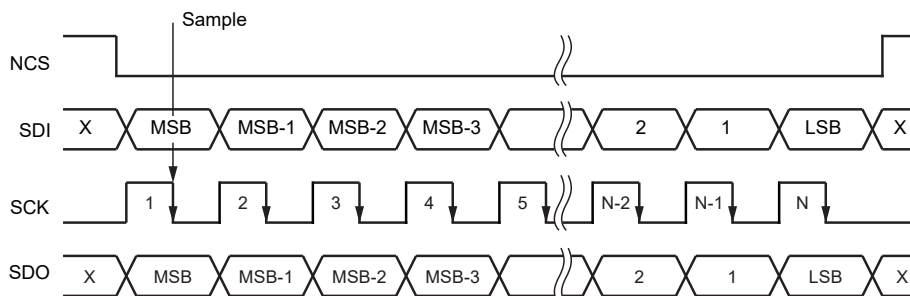 Sample
NCS
SDI X MSB MSB-1 MSB-2 MSB-3 2 1 LSB X
SCK 1 2 3 4 5 N-2 N-1 N
SDO X MSB MSB-1 MSB-2 MSB-3 2 1 LSB X